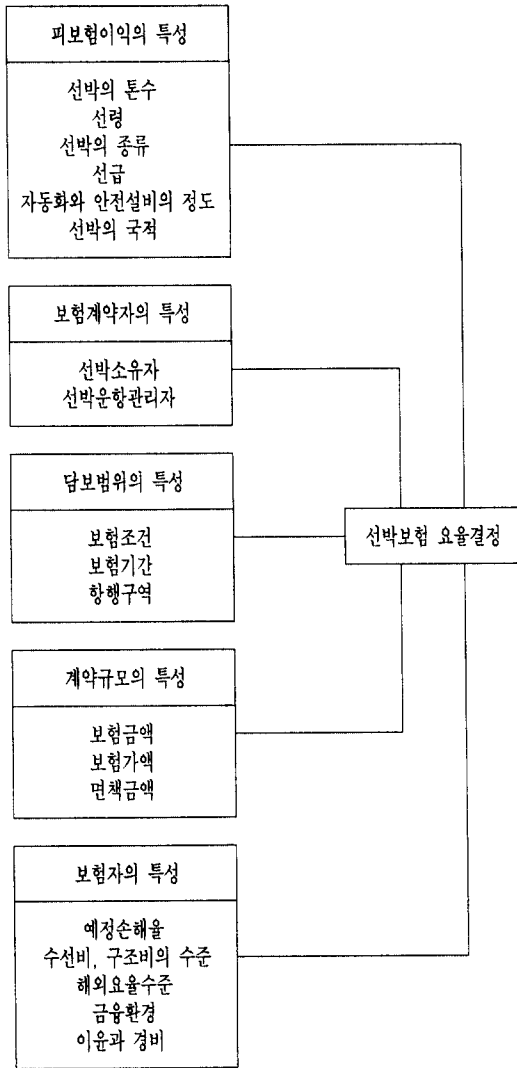 피보험이익의 특성
선박의 톤수
선령
선박의 종류
선급
자동화와 안전설비의 정도
선박의 국적
보험계약자의 특성
선박소유자
선박운항관리자
담보범위의 특성
보험조건
보험기간
항행구역
선박보험 요율결정
계약규모의 특성
보험금액
보험가액
면책금액
보험자의 특성
예정손해율
수선비, 구조비의 수준
해외요율수준
금융환경
이윤과 경비